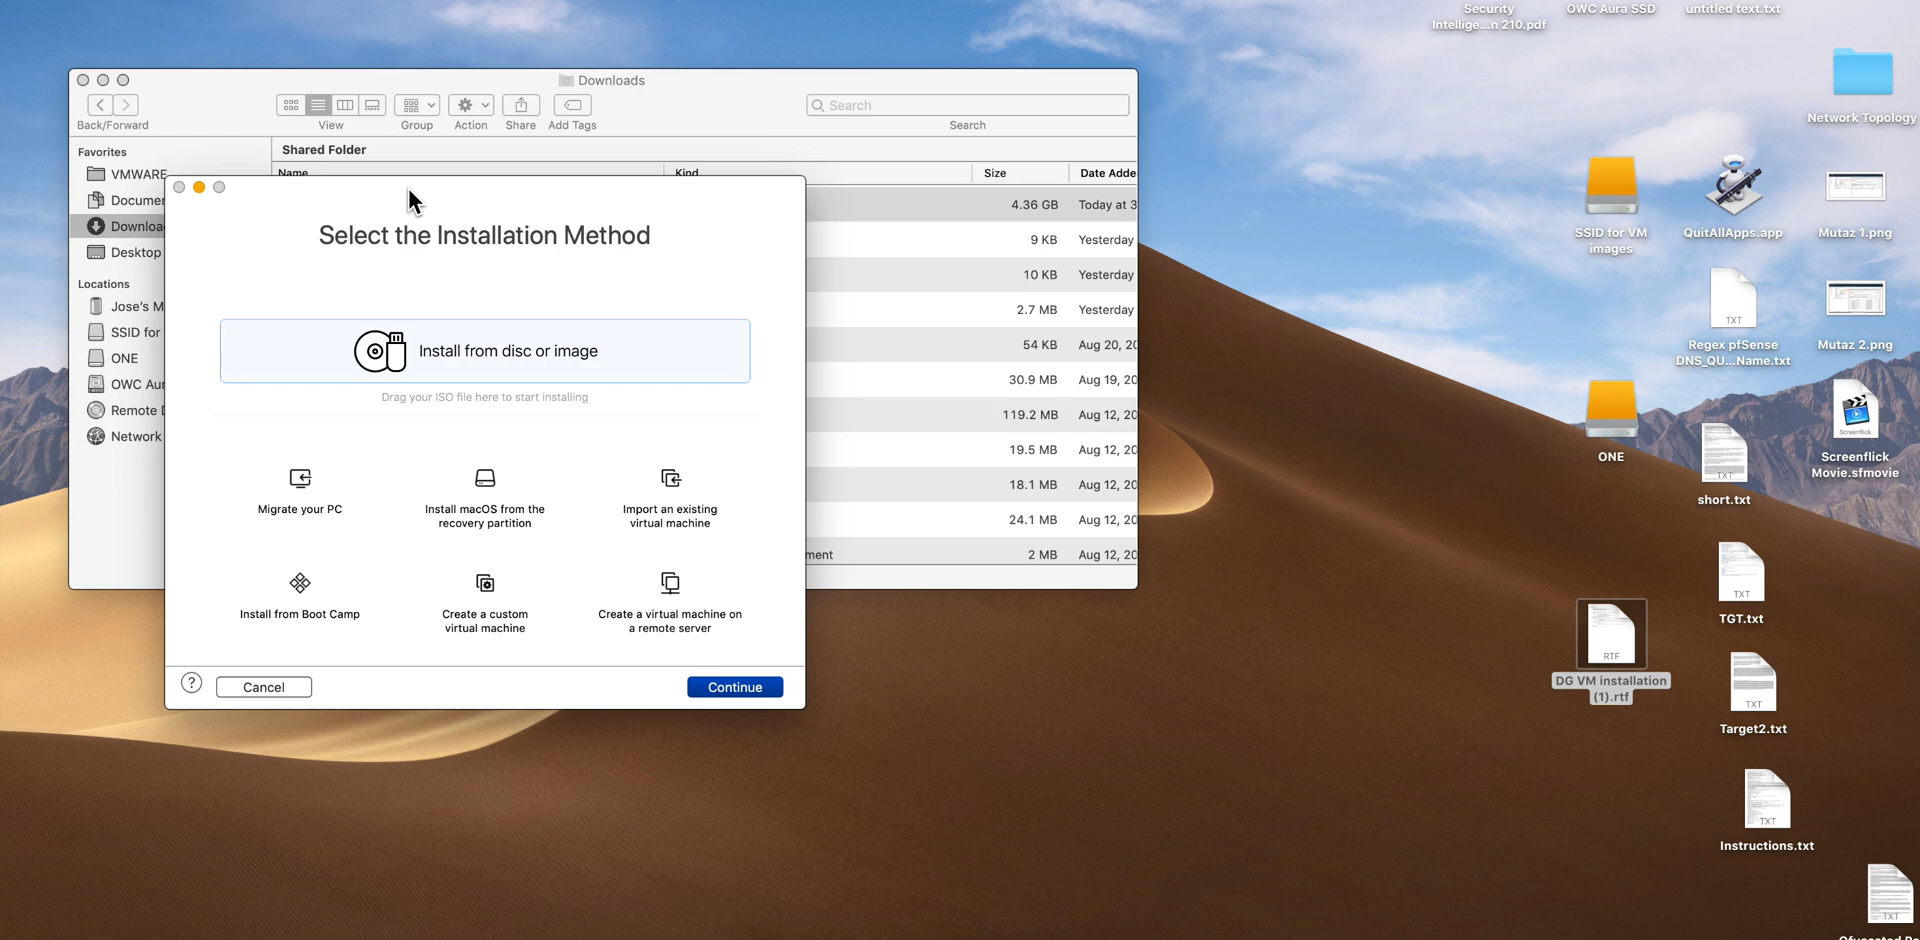 Security
Intellige...n 210.pdf
OWC Aura SSD
untitled text.txt
Downloads
Back/Forward
View
Group
Action
Share
Add Tags
Search
Search
Favorites
VMWARE
Documen
Downloa
Desktop
Locations
Jose's M
SSID for
ONE
OWC Aur
Remote D
Network
Shared Folder
Name
Kind
Size
Date Adde
4.36 GB Today at 3
9 KB Yesterday
10 KB Yesterday
2.7 MB Yesterday
54 KB Aug 20, 20
30.9 MB Aug 19, 20
119.2 MB Aug 12, 20
19.5 MB Aug 12, 20
18.1 MB Aug 12, 20
24.1 MB Aug 12, 20
ment 2 MB Aug 12, 20
Select the Installation Method
Install from disc or image
Drag your ISO file here to start installing
Migrate your PC
Install macOS from the
recovery partition
Import an existing
virtual machine
Install from Boot Camp
Create a custom
virtual machine
Create a virtual machine on
a remote server
?
Cancel
Continue
Network Topology
SSID for VM
images
QuitAllApps.app
Mutaz 1.png
TXT
Regex pfSense
DNS_QU...Name.txt
Mutaz 2.png
ONE
TXT
short.txt
Screenflick
Screenflick
Movie.sfmovie
TXT
TGT.txt
RTF
DG VM installation
(1).rtf
TXT
Target2.txt
TXT
Instructions.txt
TXT